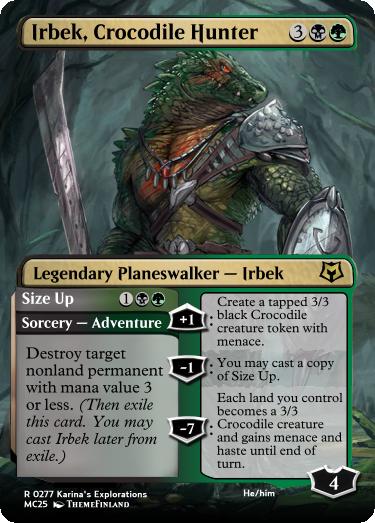 Irbek, Crocodile Hunter 3
Legendary Planeswalker — Irbek
Size Up 1
Sorcery — Adventure
Destroy target
nonland permanent
with mana value 3
or less. (Then exile
this card. You may
cast Irbek later from
exile.)
+1: Create a tapped 3/3
black Crocodile
creature token with
menace.
-1: You may cast a copy
of Size Up.
-7: Each land you control
becomes a 3/3
Crocodile creature
and gains menace and
haste until end of
turn.
4
R 0277 Karina's Explorations
MC25 ThemeFinland
He/him